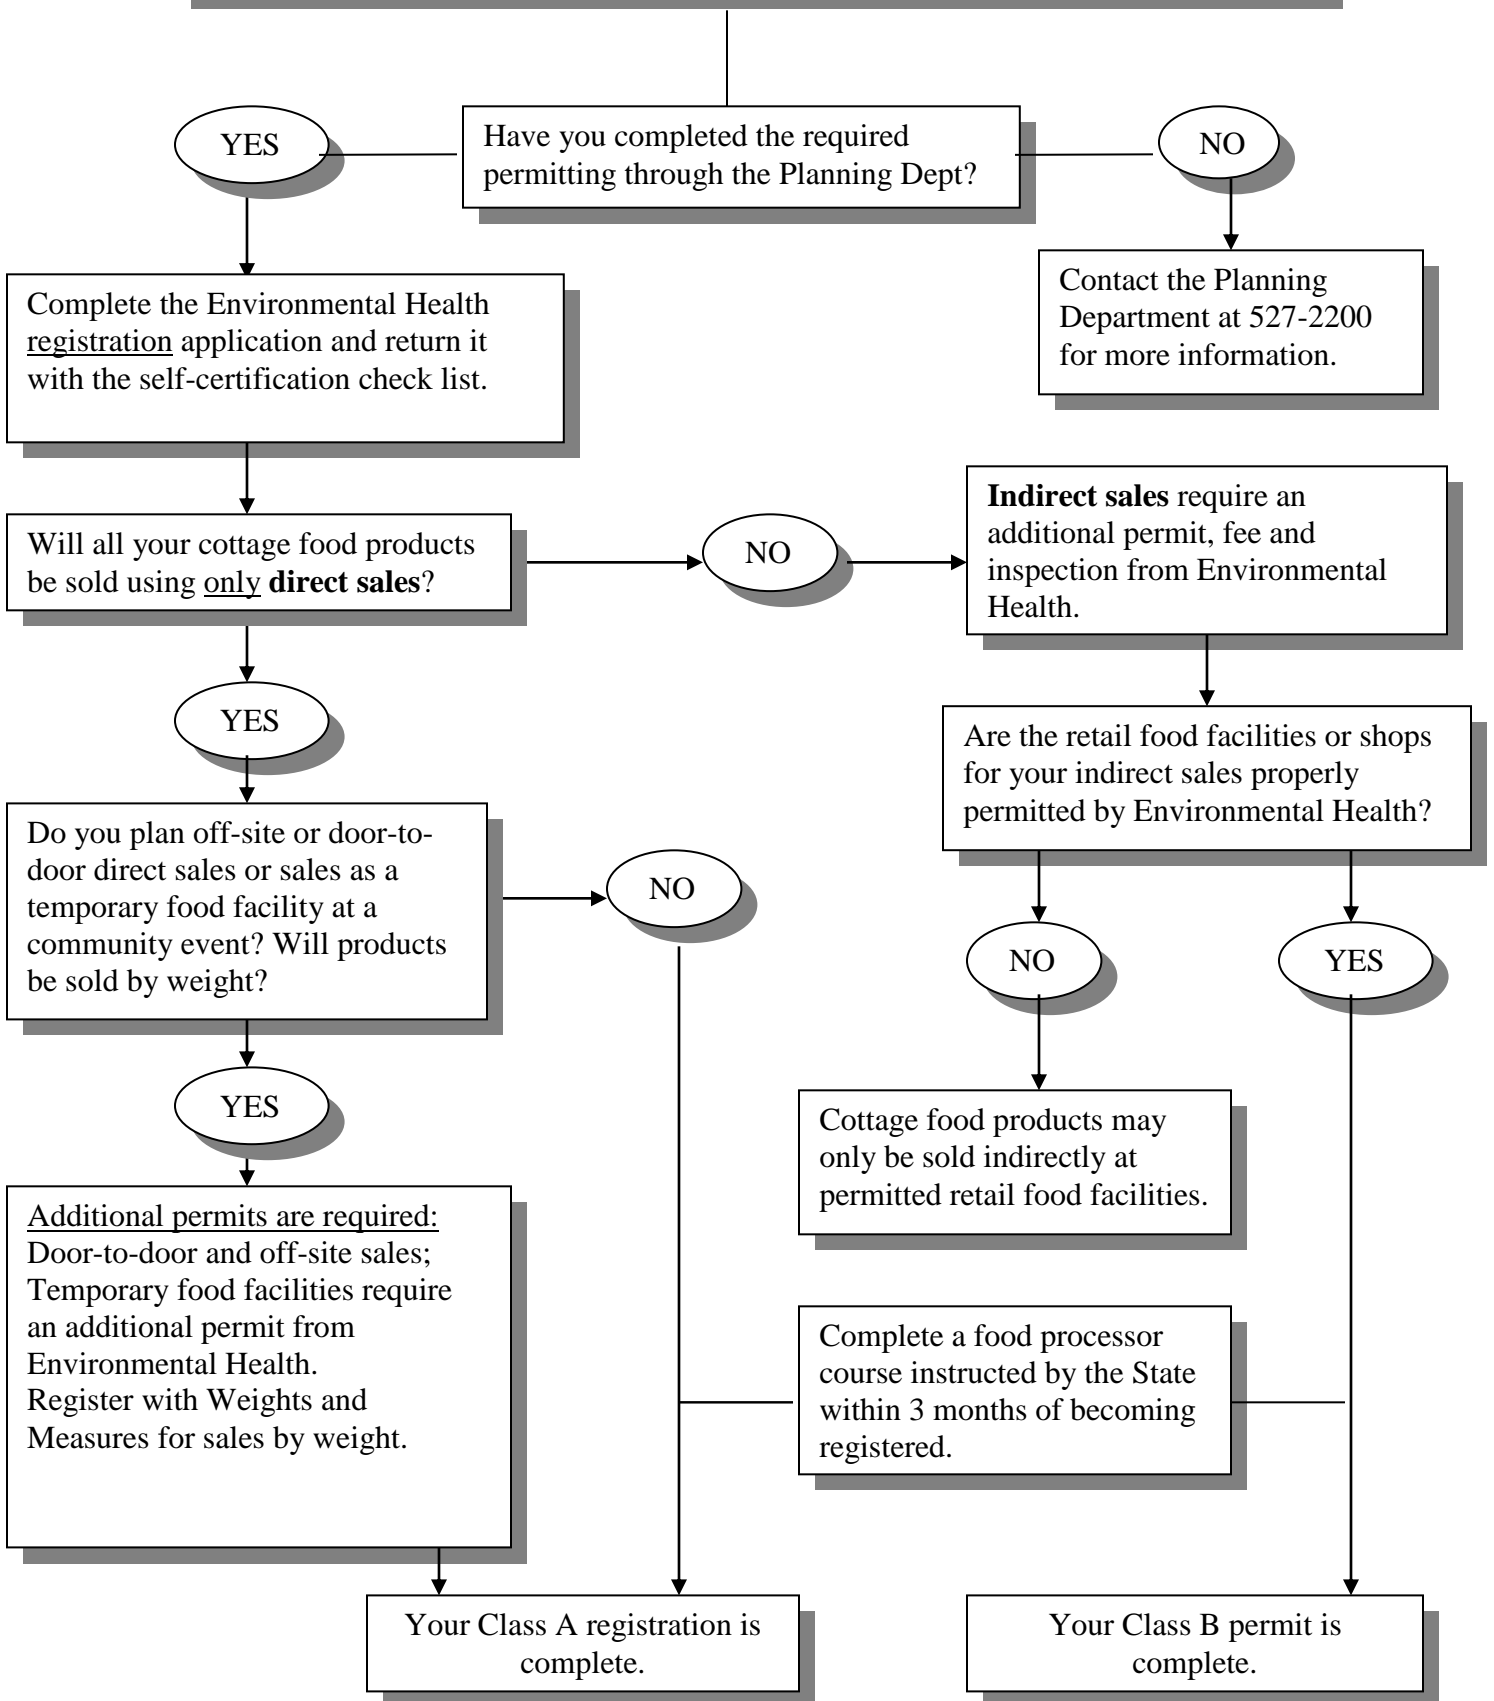 YES
Have you completed the required
permitting through the Planning Dept?
NO
Complete the Environmental Health
registration application and return it
with the self-certification check list.
Contact the Planning
Department at 527-2200
for more information.
Will all your cottage food products
be sold using only direct sales?
NO
Indirect sales require an
additional permit, fee and
inspection from Environmental
Health.
YES
Are the retail food facilities or shops
for your indirect sales properly
permitted by Environmental Health?
Do you plan off-site or door-to-
door direct sales or sales as a
temporary food facility at a
community event? Will products
be sold by weight?
NO
NO
YES
YES
Cottage food products may
only be sold indirectly at
permitted retail food facilities.
Additional permits are required:
Door-to-door and off-site sales;
Temporary food facilities require
an additional permit from
Environmental Health.
Register with Weights and
Measures for sales by weight.
Complete a food processor
course instructed by the State
within 3 months of becoming
registered.
Your Class A registration is
complete.
Your Class B permit is
complete.